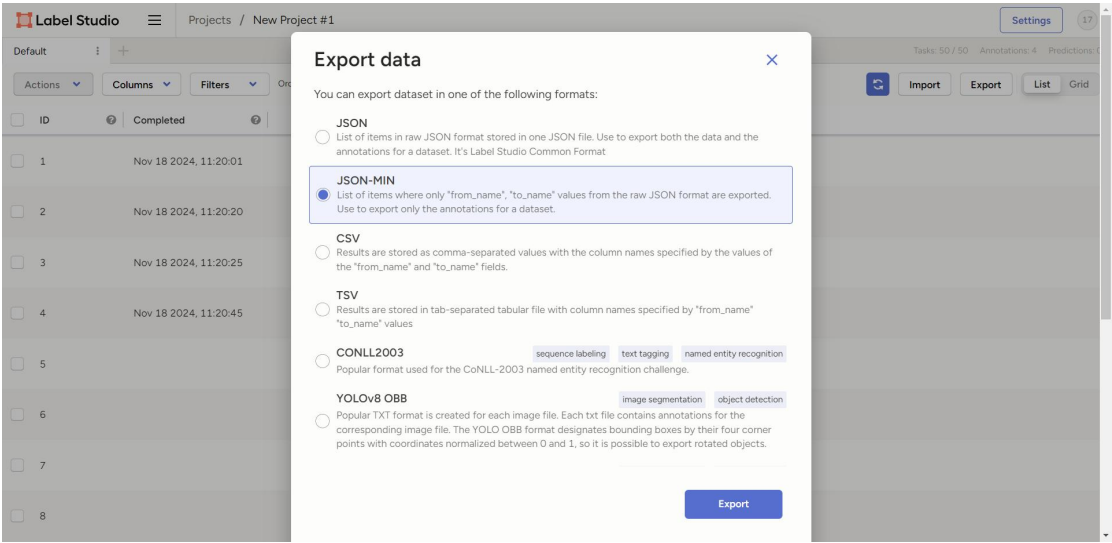 Label Studio
Projects / New Project #1
Settings
17
Default
Tasks: 50 / 50 Annotations: 4 Predictions: 0
Actions
Columns
Filters
Import
Export
List
Grid
ID
Completed
1 Nov 18 2024, 11:20:01
2 Nov 18 2024, 11:20:20
3 Nov 18 2024, 11:20:25
4 Nov 18 2024, 11:20:45
5
6
7
8
Export data
You can export dataset in one of the following formats:
JSON
List of items in raw JSON format stored in one JSON file. Use to export both the data and the
annotations for a dataset. It's Label Studio Common Format
JSON-MIN
List of items where only "from_name", "to_name" values from the raw JSON format are exported.
Use to export only the annotations for a dataset.
CSV
Results are stored as comma-separated values with the column names specified by the values of
the "from_name" and "to_name" fields.
TSV
Results are stored in tab-separated tabular file with column names specified by "from_name"
"to_name" values
CONLL2003 sequence labeling text tagging named entity recognition
Popular format used for the CoNLL-2003 named entity recognition challenge.
YOLOv8 OBB image segmentation object detection
Popular TXT format is created for each image file. Each txt file contains annotations for the
corresponding image file. The YOLO OBB format designates bounding boxes by their four corner
points with coordinates normalized between 0 and 1, so it is possible to export rotated objects.
Export